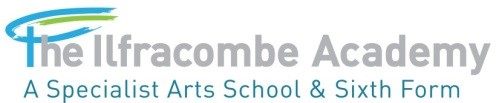 the Ilfracombe Academy
A Specialist Arts School & Sixth Form